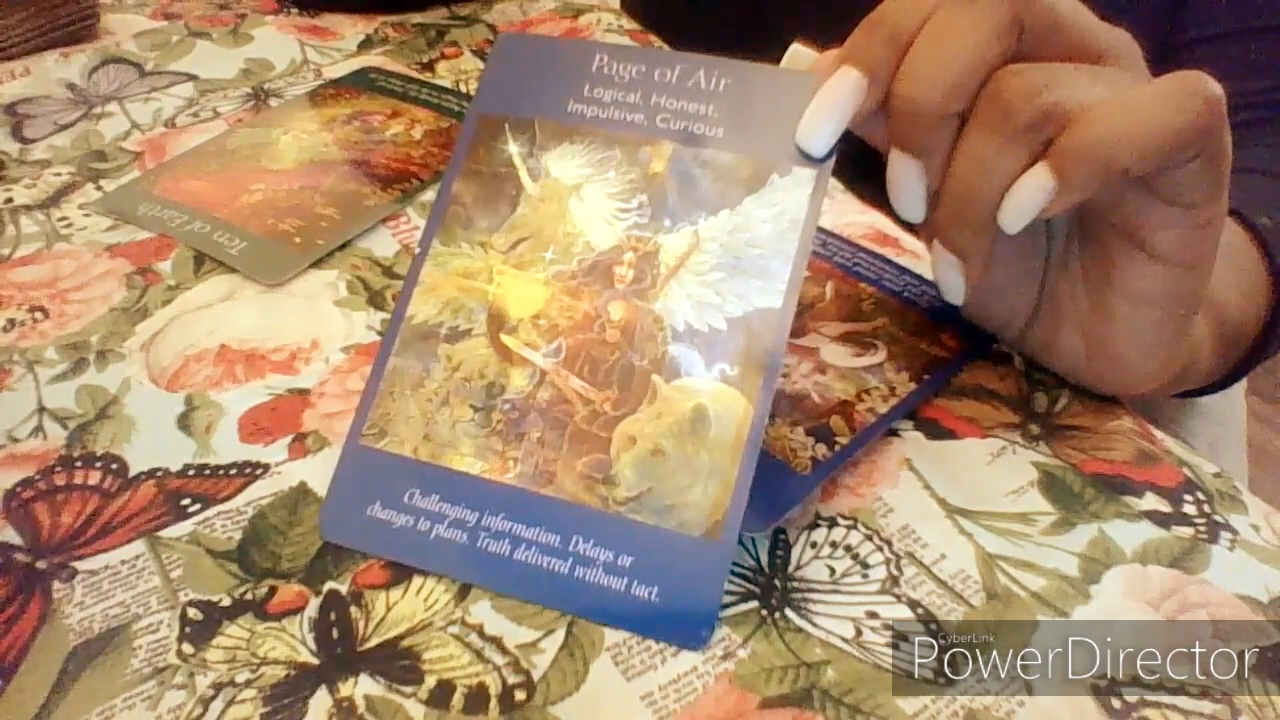 Page of Air
Logical, Honest,
Impulsive, Curious
Challenging information. Delays or
changes to plans. Truth delivered without tact.
Ten of Earth
CyberLink
PowerDirector